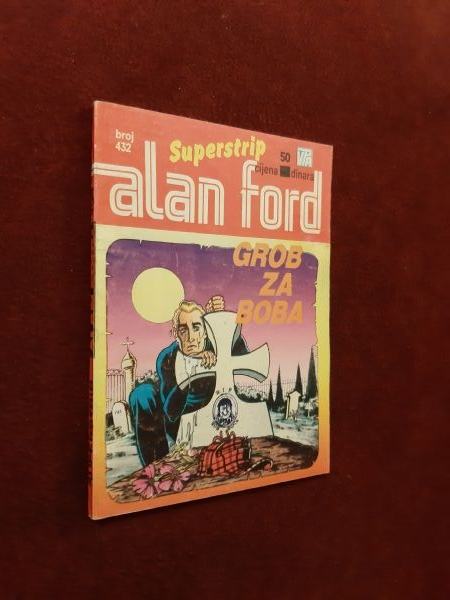 broj
432
Superstrip
50
cijena dinara
alan ford
GROB
ZA
BOBA